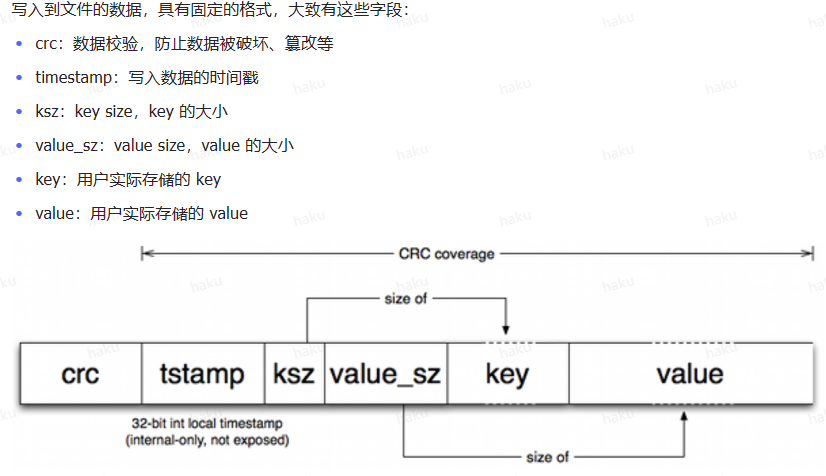 写入到文件的数据，具有固定的格式，大致有这些字段：
• crc：数据校验，防止数据被破坏、篡改等
• timestamp：写入数据的时间戳
• ksz：key size，key 的大小
• value_sz：value size，value 的大小
• key：用户实际存储的 key
• value：用户实际存储的 value
CRC coverage
size of
crc tstamp ksz value_sz key value
32-bit int local timestamp
(internal-only, not exposed)
size of
haku